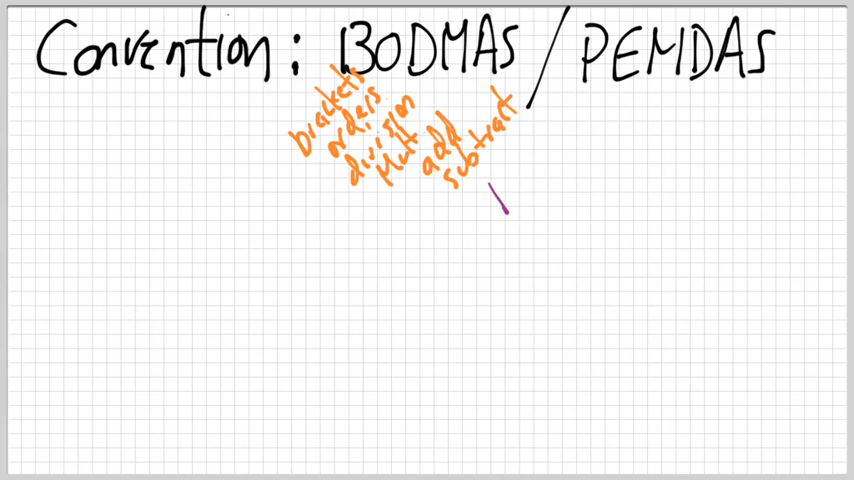 Convention: BODMAS / PEMDAS
brackets
orders
division
Mult
add
subtract